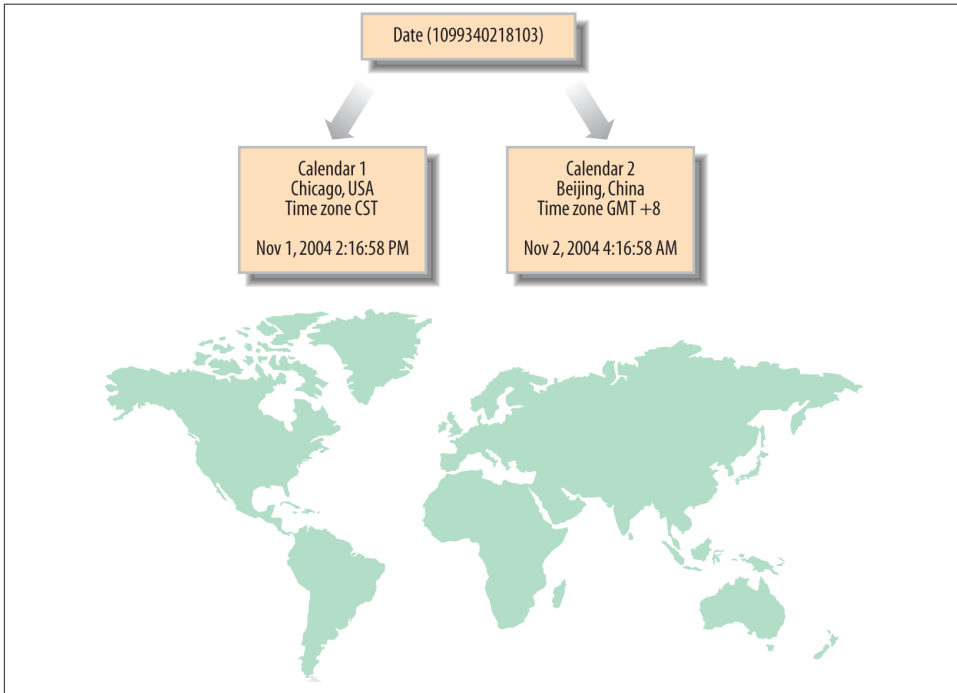 Date (1099340218103)
Calendar 1
Chicago, USA
Time zone CST
Nov 1, 2004 2:16:58 PM
Calendar 2
Beijing, China
Time zone GMT +8
Nov 2, 2004 4:16:58 AM